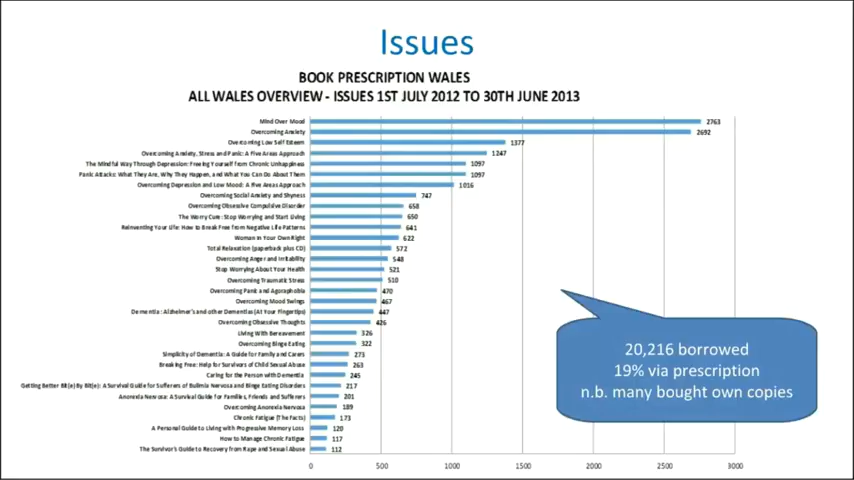 Issues
BOOK PRESCRIPTION WALES
ALL WALES OVERVIEW - ISSUES 1ST JULY 2012 TO 30TH JUNE 2013
Mind Over Mood 2763
Overcoming Anxiety 2692
Overcoming Low Self Esteem 1377
Overcoming Anxiety, Stress and Panic: A Five Areas Approach 1247
The Mindful Way Through Depression: Freeing Yourself from Chronic Unhappiness 1097
Panic Attacks: What They Are, Why They Happen, and What You Can Do About Them 1097
Overcoming Depression and Low Mood: A Five Areas Approach 1016
Overcoming Social Anxiety and Shyness 747
Overcoming Obsessive Compulsive Disorder 658
The Worry Cure: Stop Worrying and Start Living 650
Reinventing Your Life: How to Break Free from Negative Life Patterns 641
Woman in Your Own Right 622
Total Relaxation (paperback plus CD) 572
Overcoming Anger and Irritability 548
Stop Worrying About Your Health 521
Overcoming Traumatic Stress 510
Overcoming Panic and Agoraphobia 470
Overcoming Mood Swings 467
Dementia: Alzheimer's and other Dementias (At Your Fingertips) 447
Overcoming Obsessive Thoughts 426
Living With Bereavement 326
Overcoming Binge Eating 322
Simplicity of Dementia: A Guide for Family and Carers 273
Breaking Free: Help for Survivors of Child Sexual Abuse 263
Caring for the Person with Dementia 245
Getting Better Bit(e) By Bit(e): A Survival Guide for Sufferers of Bulimia Nervosa and Binge Eating Disorders 217
Anorexia Nervosa: A Survival Guide for Families, Friends and Sufferers 201
Overcoming Anorexia Nervosa 189
Chronic Fatigue (The Facts) 173
A Personal Guide to Living with Progressive Memory Loss 120
How to Manage Chronic Fatigue 117
The Survivor's Guide to Recovery from Rape and Sexual Abuse 112
0 500 1000 1500 2000 2500 3000
20,216 borrowed
19% via prescription
n.b. many bought own copies